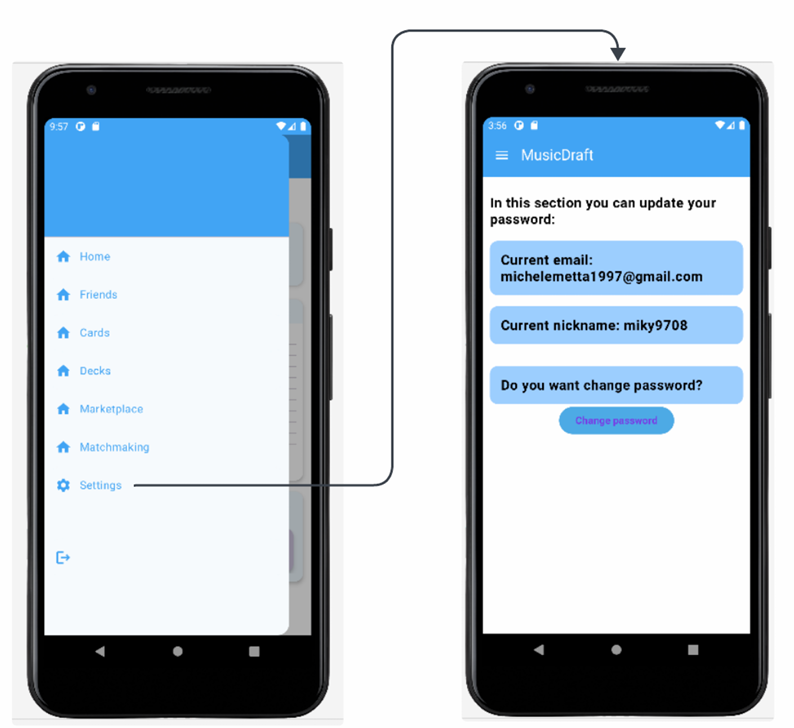 9:57
Home
Friends
Cards
Decks
Marketplace
Matchmaking
Settings
3:56
MusicDraft
In this section you can update your
password:
Current email:
michelemetta1997@gmail.com
Current nickname: miky9708
Do you want change password?
Change password